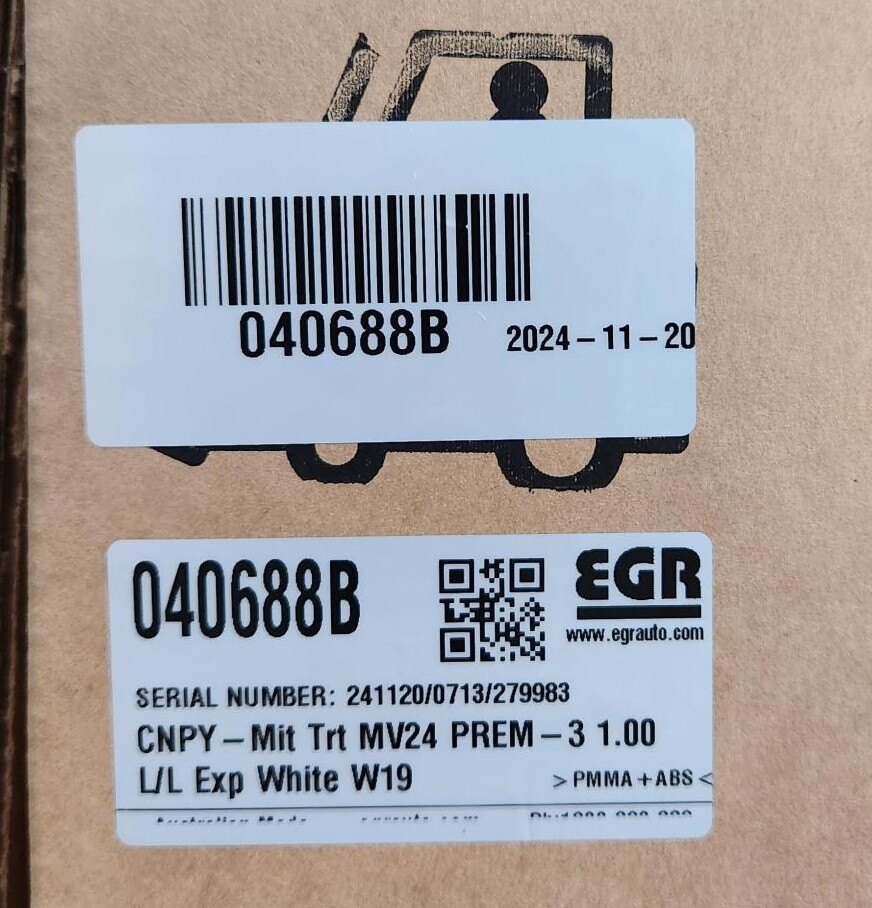 040688B
2024-11-20
040688B
EGR
www.egrauto.com
SERIAL NUMBER: 241120/0713/279983
CNPY-Mit Trt MV24 PREM-3 1.00
L/L Exp White W19
>PMMA+ABS<